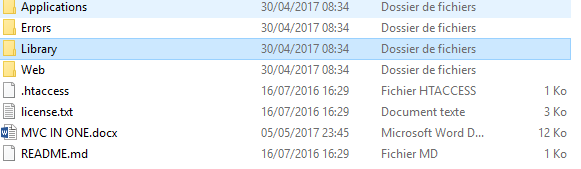 Applications 30/04/2017 08:34 Dossier de fichiers
Errors 30/04/2017 08:34 Dossier de fichiers
Library 30/04/2017 08:34 Dossier de fichiers
Web 30/04/2017 08:34 Dossier de fichiers
.htaccess 16/07/2016 16:29 Fichier HTACCESS 1 Ko
license.txt 16/07/2016 16:29 Document texte 3 Ko
MVC IN ONE.docx 05/05/2017 23:45 Microsoft Word D... 12 Ko
README.md 16/07/2016 16:29 Fichier MD 1 Ko